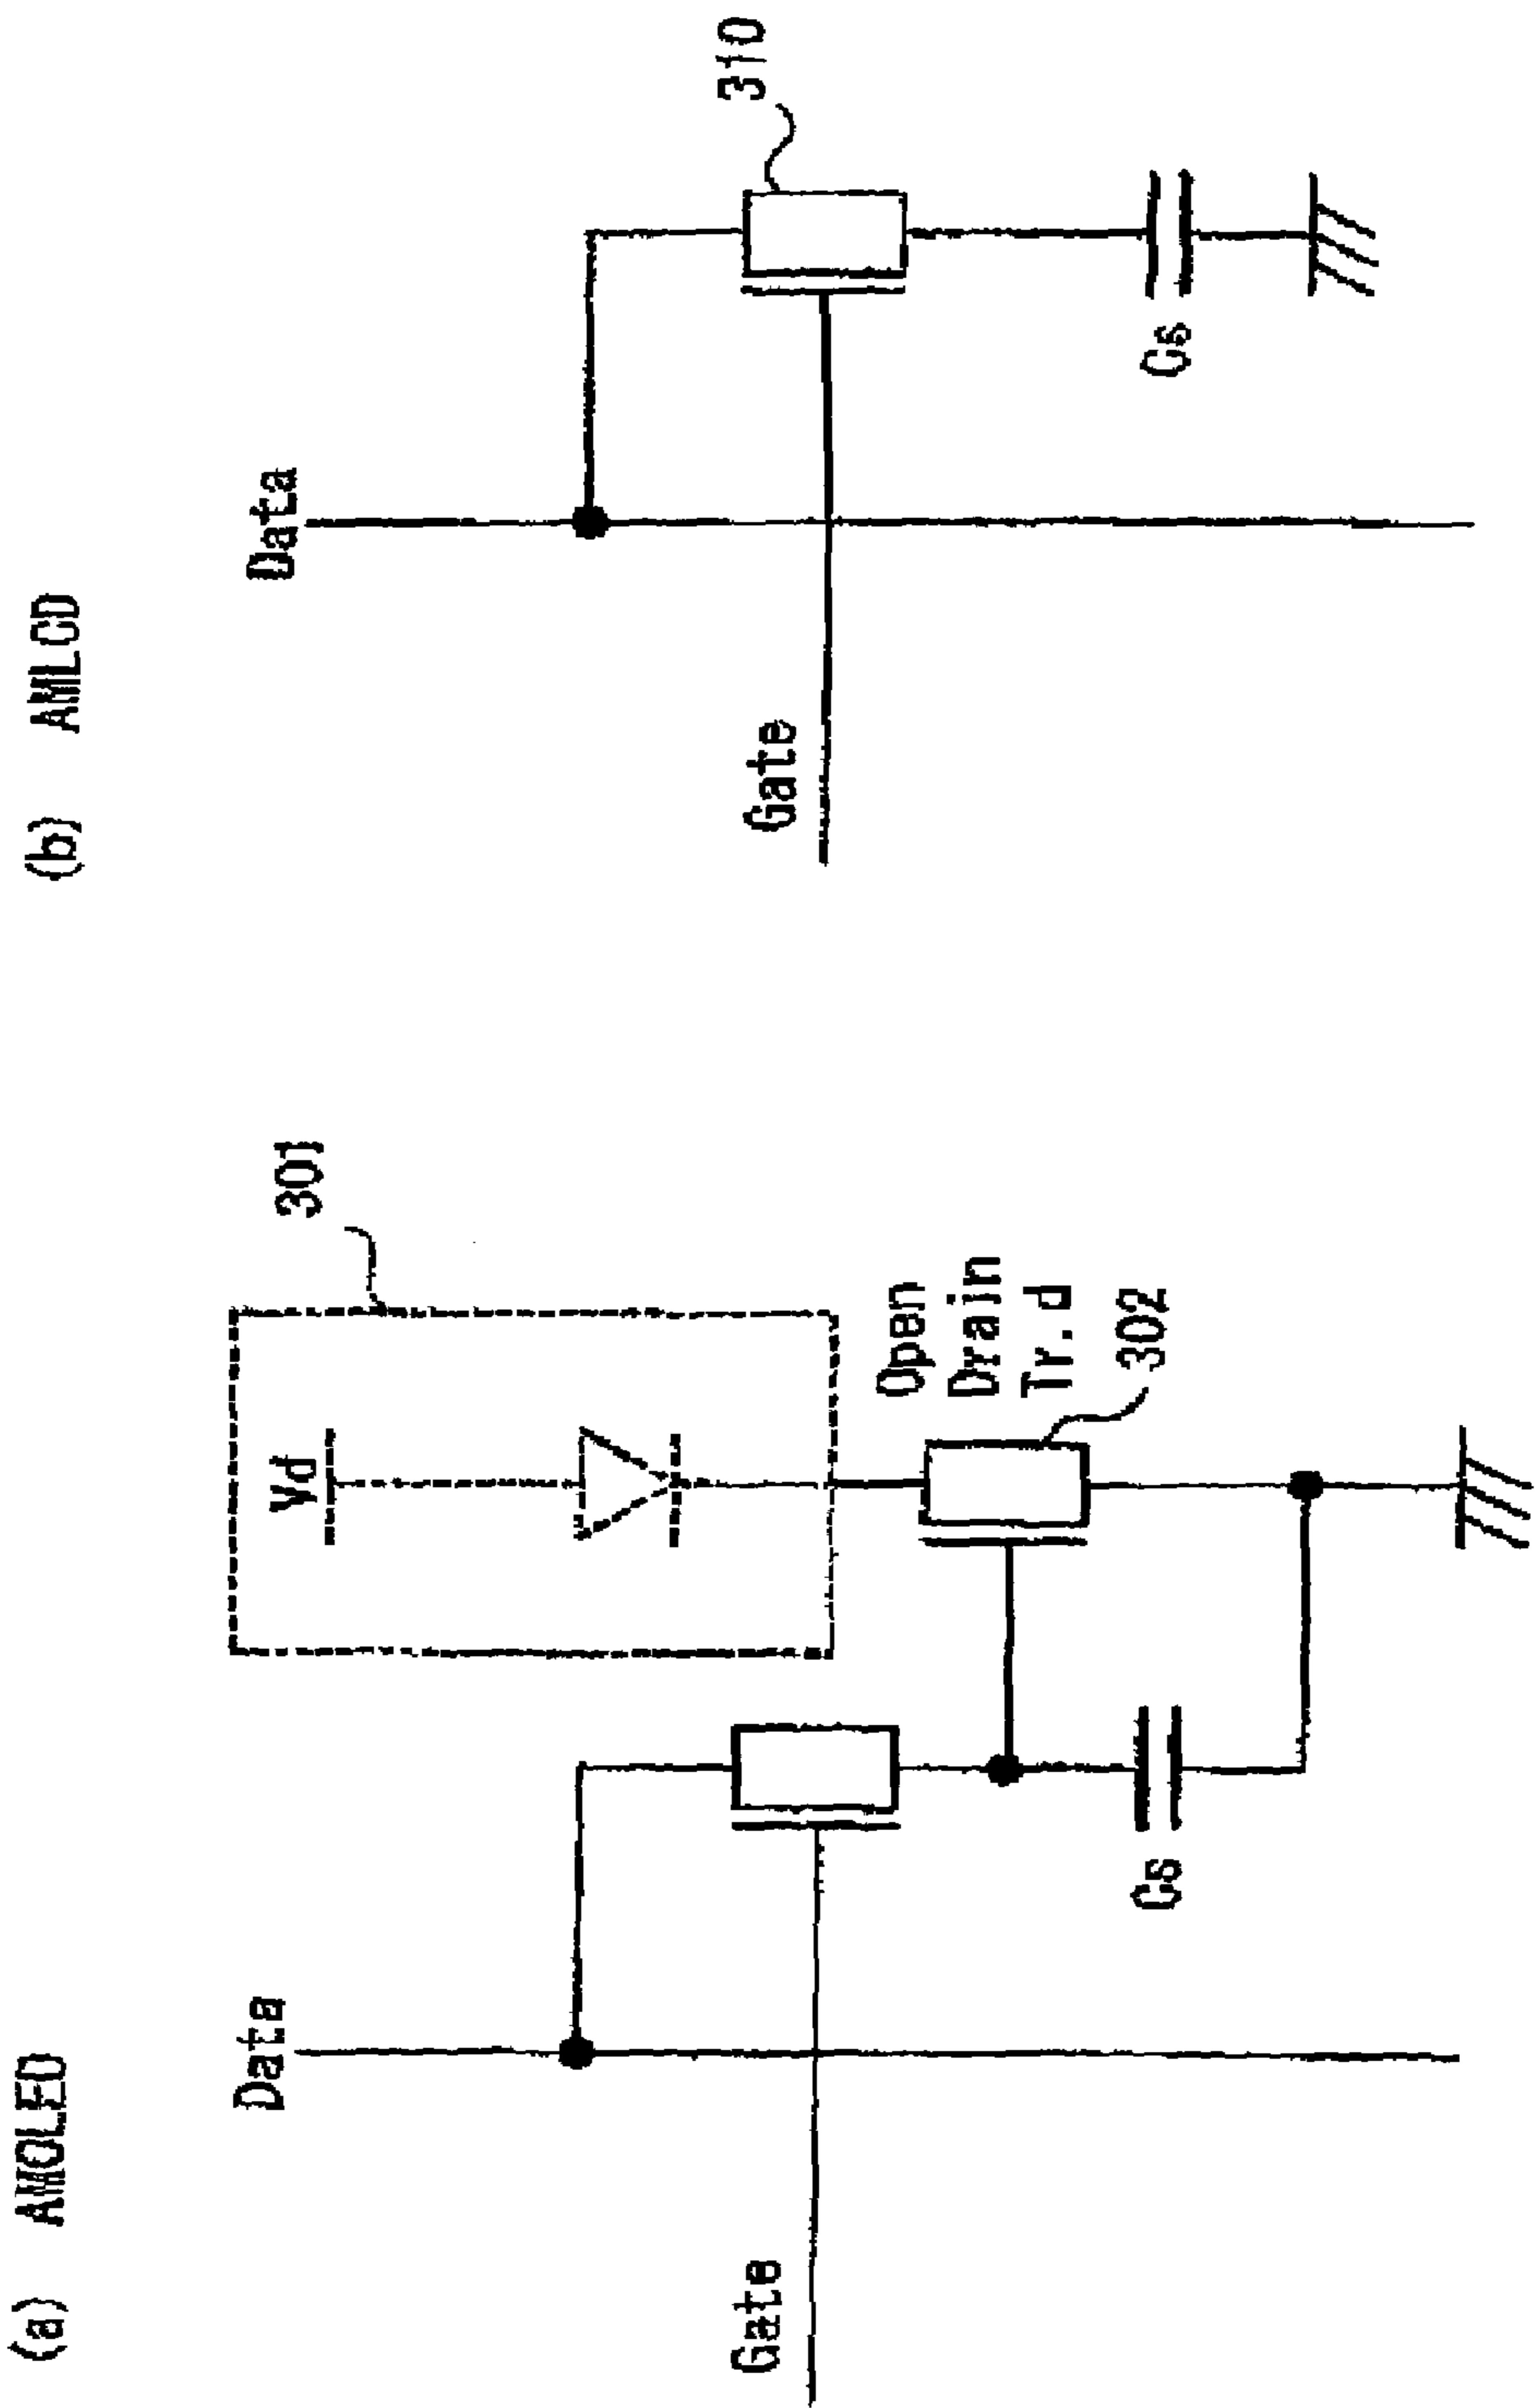 (a) AMOLED
Data
Gate
Cs
Vd
301
Open
Drain
Tr.d
302
(b) AMLCD
Data
Gate
310
Cs